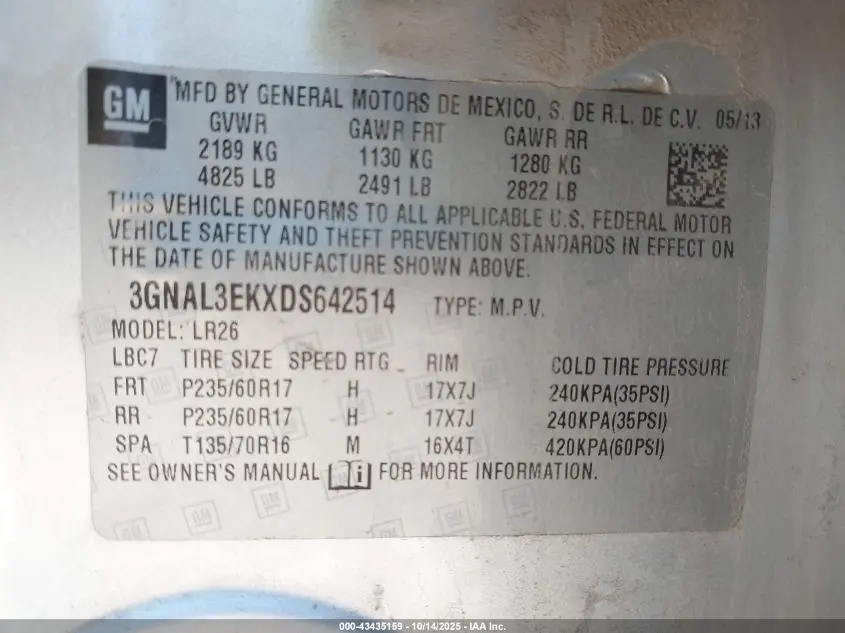 GM
"MFD BY GENERAL MOTORS DE MEXICO, S. DE R.L. DE C.V. 05/13
GVWR GAWR FRT GAWR RR
2189 KG 1130 KG 1280 KG
4825 LB 2491 LB 2822 LB
THIS VEHICLE CONFORMS TO ALL APPLICABLE U.S. FEDERAL MOTOR
VEHICLE SAFETY AND THEFT PREVENTION STANDARDS IN EFFECT ON
THE DATE OF MANUFACTURE SHOWN ABOVE.
3GNAL3EKXDS642514 TYPE: M.P.V.
MODEL: LR26
LBC7 TIRE SIZE SPEED RTG RIM COLD TIRE PRESSURE
FRT P235/60R17 H 17X7J 240KPA(35PSI)
RR P235/60R17 H 17X7J 240KPA(35PSI)
SPA T135/70R16 M 16X4T 420KPA(60PSI)
SEE OWNER'S MANUAL i FOR MORE INFORMATION.
000-43435159 - 10/14/2025 - IAA Inc.